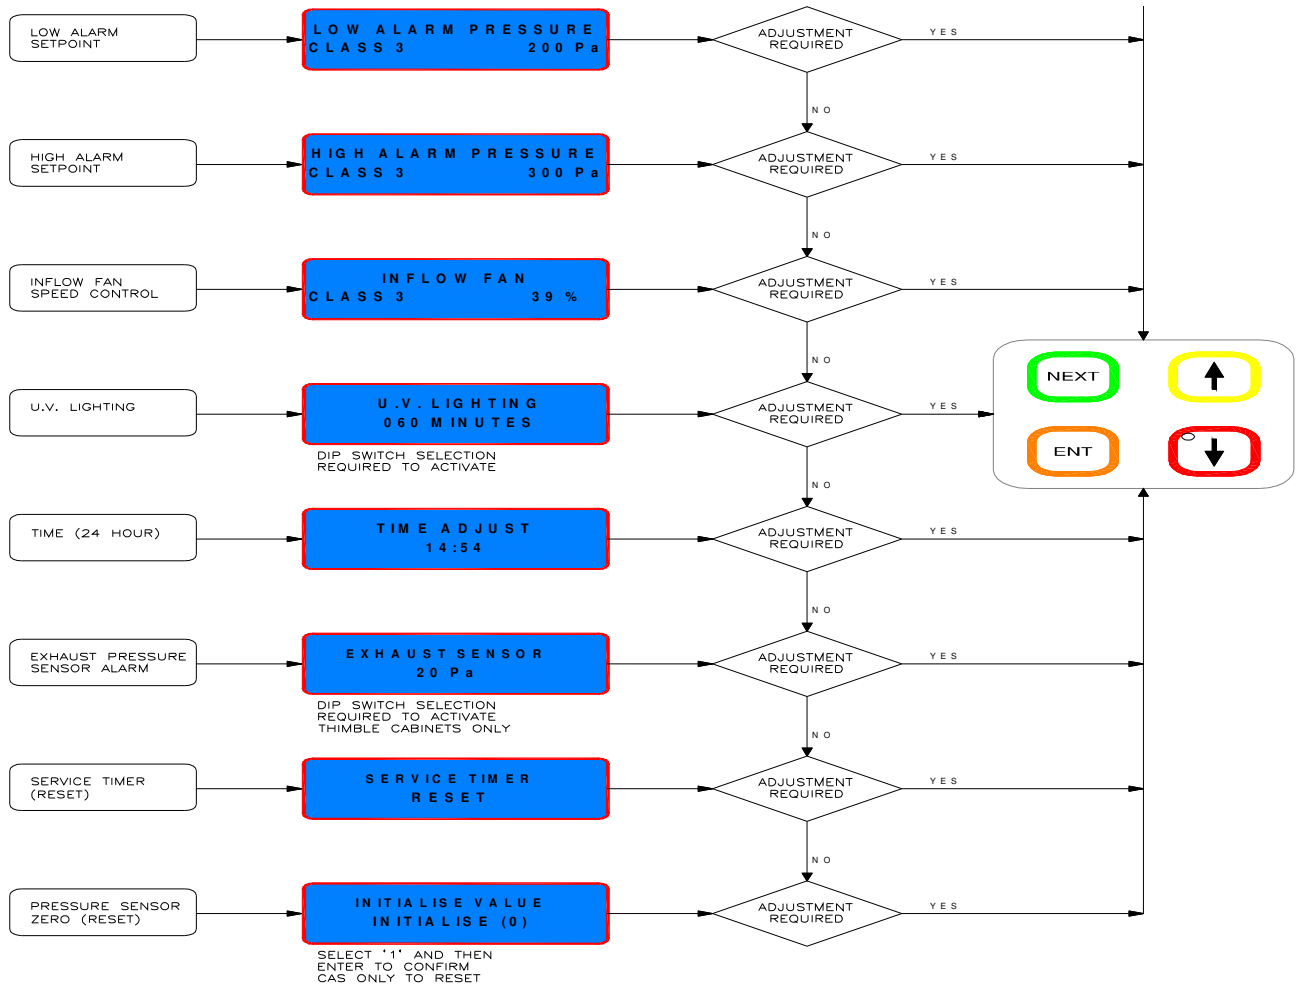 LOW ALARM
SETPOINT
LOW ALARM PRESSURE
CLASS 3 200 Pa
ADJUSTMENT
REQUIRED
YES
NO
HIGH ALARM
SETPOINT
HIGH ALARM PRESSURE
CLASS 3 300 Pa
ADJUSTMENT
REQUIRED
YES
NO
INFLOW FAN
SPEED CONTROL
INFLOW FAN
CLASS 3 39 %
ADJUSTMENT
REQUIRED
YES
NO
NEXT
ENT
U.V. LIGHTING
U.V. LIGHTING
060 MINUTES
DIP SWITCH SELECTION
REQUIRED TO ACTIVATE
ADJUSTMENT
REQUIRED
YES
NO
TIME (24 HOUR)
TIME ADJUST
14:54
ADJUSTMENT
REQUIRED
YES
NO
EXHAUST PRESSURE
SENSOR ALARM
EXHAUST SENSOR
20 Pa
DIP SWITCH SELECTION
REQUIRED TO ACTIVATE
THIMBLE CABINETS ONLY
ADJUSTMENT
REQUIRED
YES
NO
SERVICE TIMER
(RESET)
SERVICE TIMER
RESET
ADJUSTMENT
REQUIRED
YES
NO
PRESSURE SENSOR
ZERO (RESET)
INITIALISE VALUE
INITIALISE (0)
SELECT '1' AND THEN
ENTER TO CONFIRM
CAS ONLY TO RESET
ADJUSTMENT
REQUIRED
YES